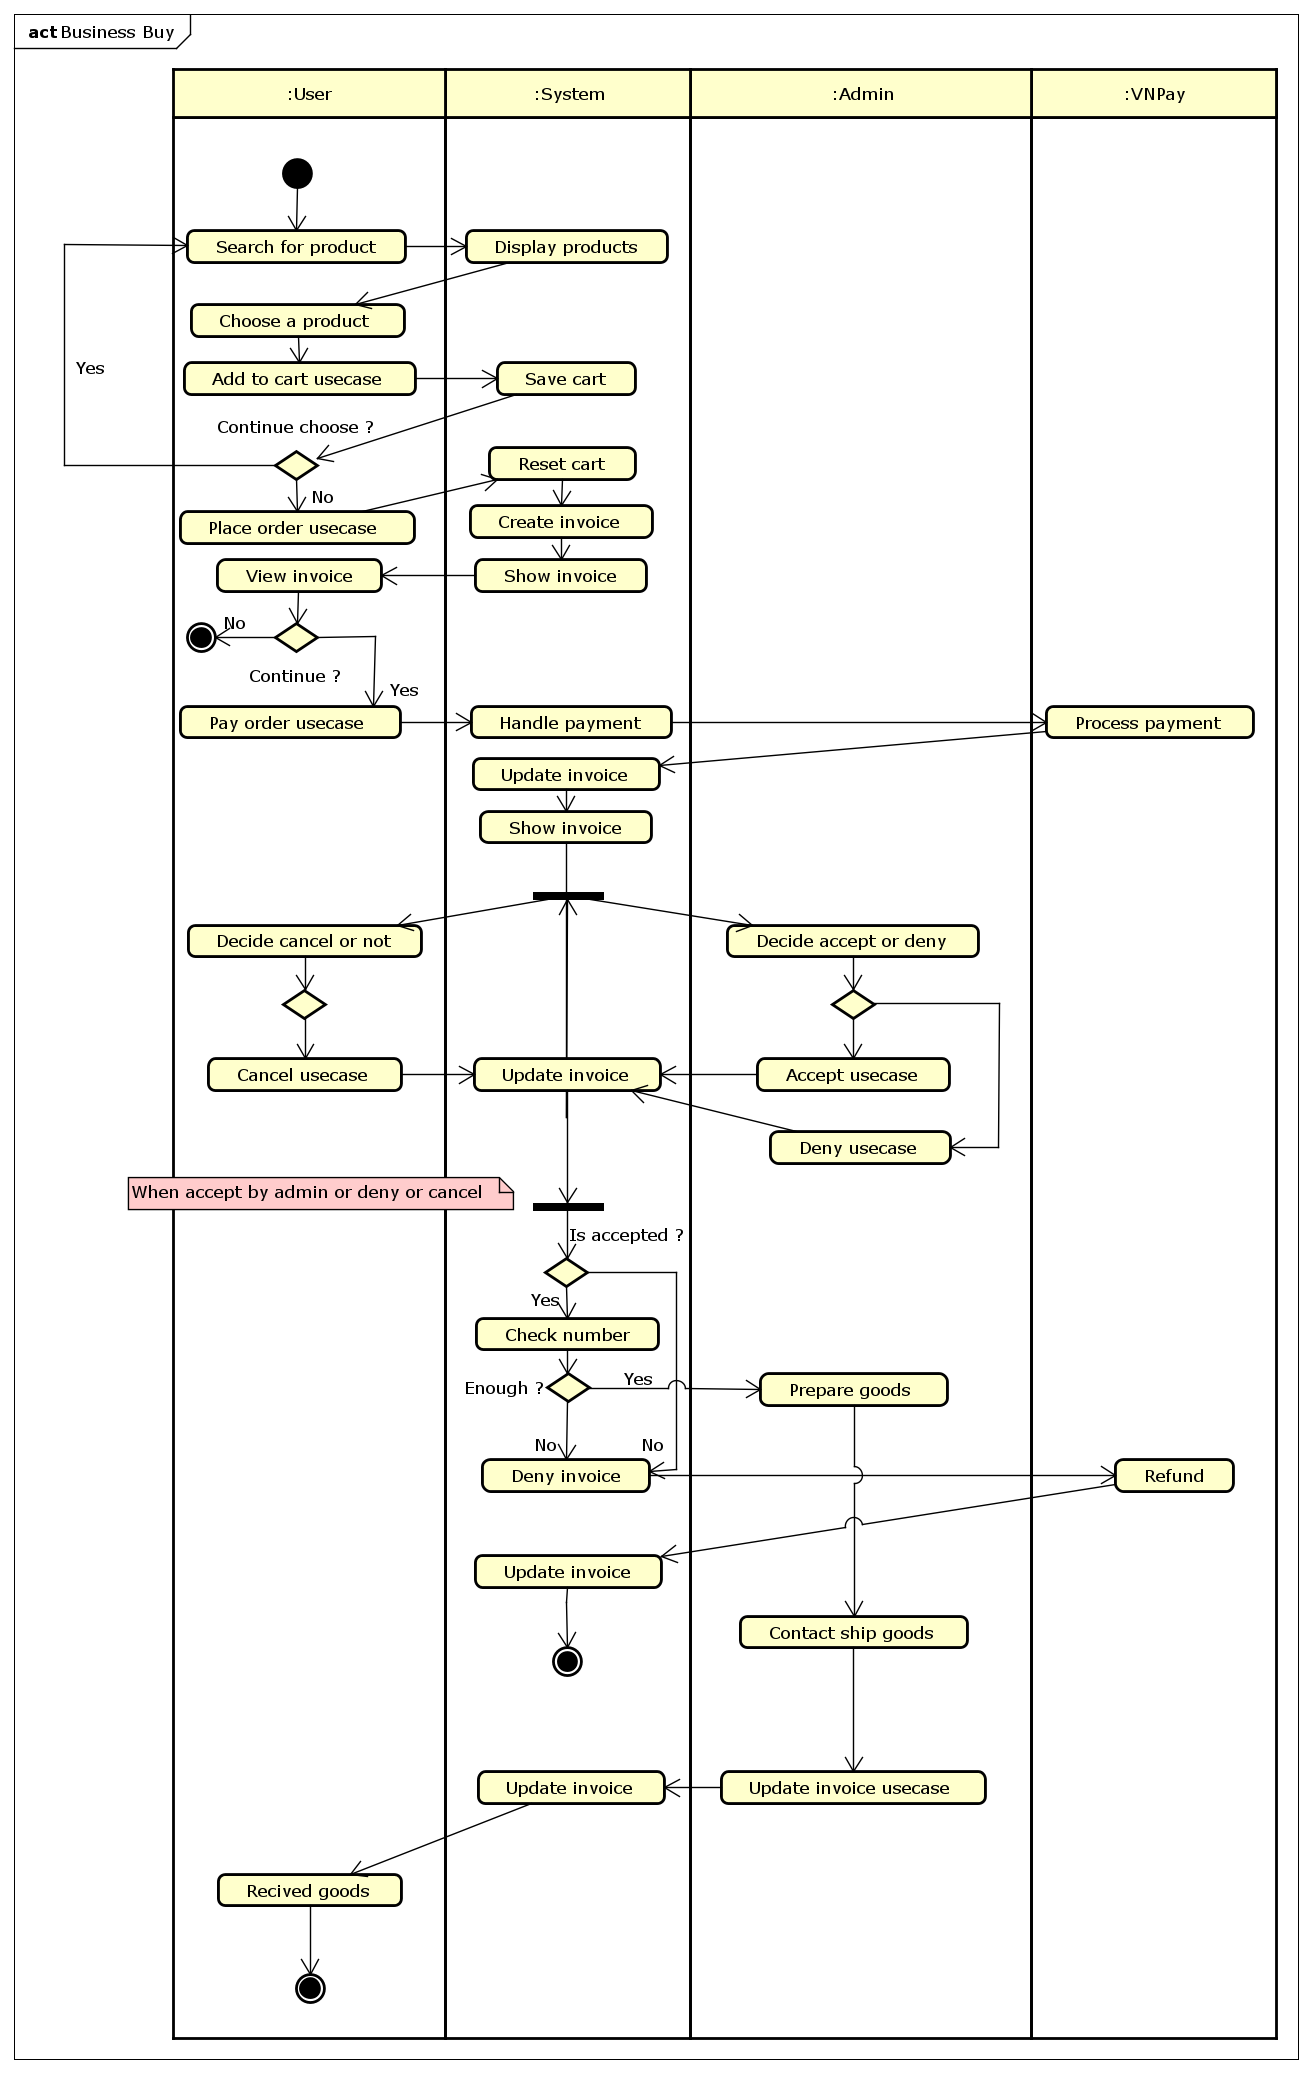 act Business Buy
:User
:System
:Admin
:VNPay
Search for product
Display products
Choose a product
Yes
Add to cart usecase
Save cart
Continue choose ?
Reset cart
No
Place order usecase
Create invoice
View invoice
Show invoice
No
Continue ?
Yes
Pay order usecase
Handle payment
Process payment
Update invoice
Show invoice
Decide cancel or not
Decide accept or deny
Cancel usecase
Update invoice
Accept usecase
Deny usecase
When accept by admin or deny or cancel
Is accepted ?
Yes
Check number
Enough ?
Yes
Prepare goods
No
No
Deny invoice
Refund
Update invoice
Contact ship goods
Update invoice
Update invoice usecase
Recived goods